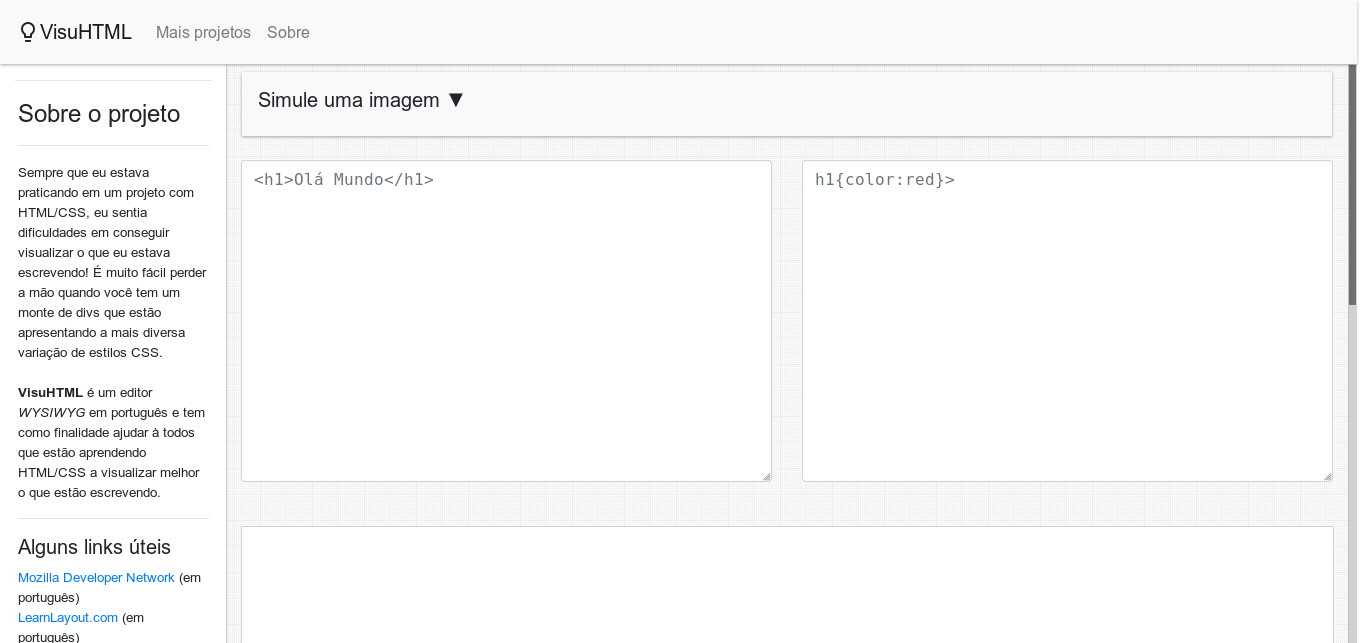 VisuHTML
Mais projetos
Sobre
Sobre o projeto
Sempre que eu estava
praticando em um projeto com
HTML/CSS, eu sentia
dificuldades em conseguir
visualizar o que eu estava
escrevendo! É muito fácil perder
a mão quando você tem um
monte de divs que estão
apresentando a mais diversa
variação de estilos CSS.
VisuHTML é um editor
WYSIWYG em português e tem
como finalidade ajudar à todos
que estão aprendendo
HTML/CSS a visualizar melhor
o que estão escrevendo.
Alguns links úteis
Mozilla Developer Network (em
português)
LearnLayout.com (em
português)
Simule uma imagem ▼
<h1>Olá Mundo</h1>
h1{color:red}>